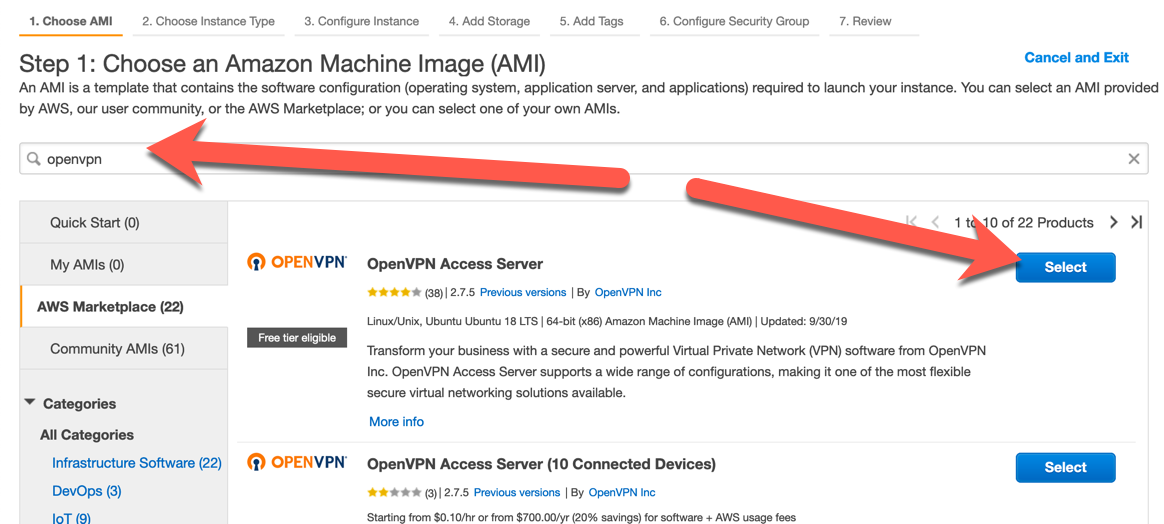 1. Choose AMI 2. Choose Instance Type 3. Configure Instance 4. Add Storage 5. Add Tags 6. Configure Security Group 7. Review
Step 1: Choose an Amazon Machine Image (AMI)
Cancel and Exit
An AMI is a template that contains the software configuration (operating system, application server, and applications) required to launch your instance. You can select an AMI provided
by AWS, our user community, or the AWS Marketplace; or you can select one of your own AMIs.
openvpn
Quick Start (0)
My AMIs (0)
AWS Marketplace (22)
Community AMIs (61)
Categories
All Categories
Infrastructure Software (22)
DevOps (3)
IoT (9)
1 to 10 of 22 Products
OPENVPN
OpenVPN Access Server
Select
(38) | 2.7.5 Previous versions | By OpenVPN Inc
Linux/Unix, Ubuntu Ubuntu 18 LTS | 64-bit (x86) Amazon Machine Image (AMI) | Updated: 9/30/19
Free tier eligible
Transform your business with a secure and powerful Virtual Private Network (VPN) software from OpenVPN
Inc. OpenVPN Access Server supports a wide range of configurations, making it one of the most flexible
secure virtual networking solutions available.
More info
OPENVPN
OpenVPN Access Server (10 Connected Devices)
Select
(3) | 2.7.5 Previous versions | By OpenVPN Inc
Starting from $0.10/hr or from $700.00/yr (20% savings) for software + AWS usage fees